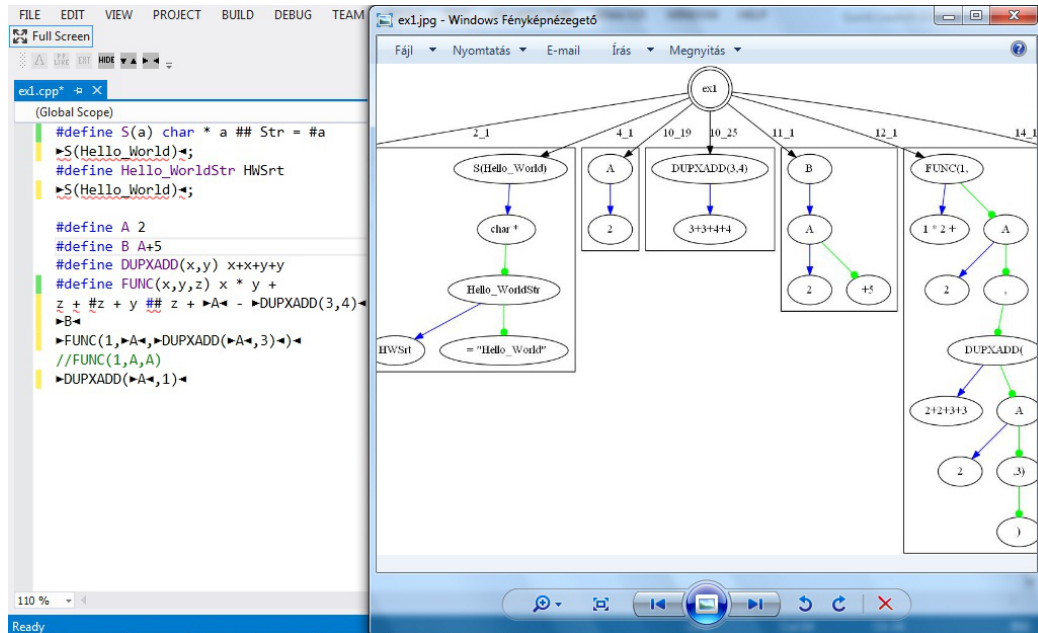 FILE EDIT VIEW PROJECT BUILD DEBUG TEAM
Full Screen
HIDE
ex1.cpp*
(Global Scope)
#define S(a) char * a ## Str = #a
►S(Hello_World)◄;
#define Hello_WorldStr HWSrt
►S(Hello_World)◄;
#define A 2
#define B A+5
#define DUPXADD(x,y) x+x+y+y
#define FUNC(x,y,z) x * y +
z + #z + y ## z + ►A◄ - ►DUPXADD(3,4)◄
►B◄
►FUNC(1,►A◄,►DUPXADD(►A◄,3)◄)◄
//FUNC(1,A,A)
►DUPXADD(►A◄,1)◄
110 %
Ready
ex1.jpg - Windows Fényképnézegető
Fájl Nyomtatás E-mail Írás Megnyitás
ex1
2_1 4_1 10_19 10_25 11_1 12_1 14_1
S(Hello_World) A DUPXADD(3,4) B FUNC(1,
char * 2 3+3+4+4 A 1 * 2 + A
Hello_WorldStr 2 +5 2 ,
HWSrt = "Hello_World" DUPXADD(
2+2+3+3 A
2 ,3)
)